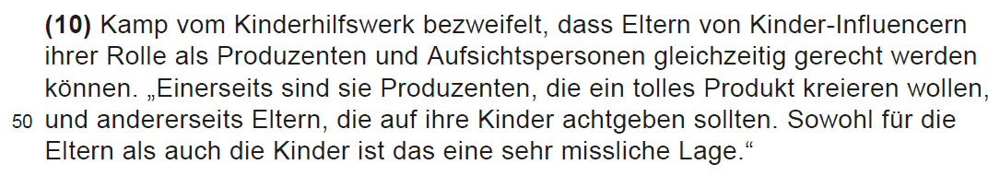 (10) Kamp vom Kinderhilfswerk bezweifelt, dass Eltern von Kinder-Influencern
ihrer Rolle als Produzenten und Aufsichtspersonen gleichzeitig gerecht werden
können. „Einerseits sind sie Produzenten, die ein tolles Produkt kreieren wollen,
50 und andererseits Eltern, die auf ihre Kinder achtgeben sollten. Sowohl für die
Eltern als auch die Kinder ist das eine sehr missliche Lage.“